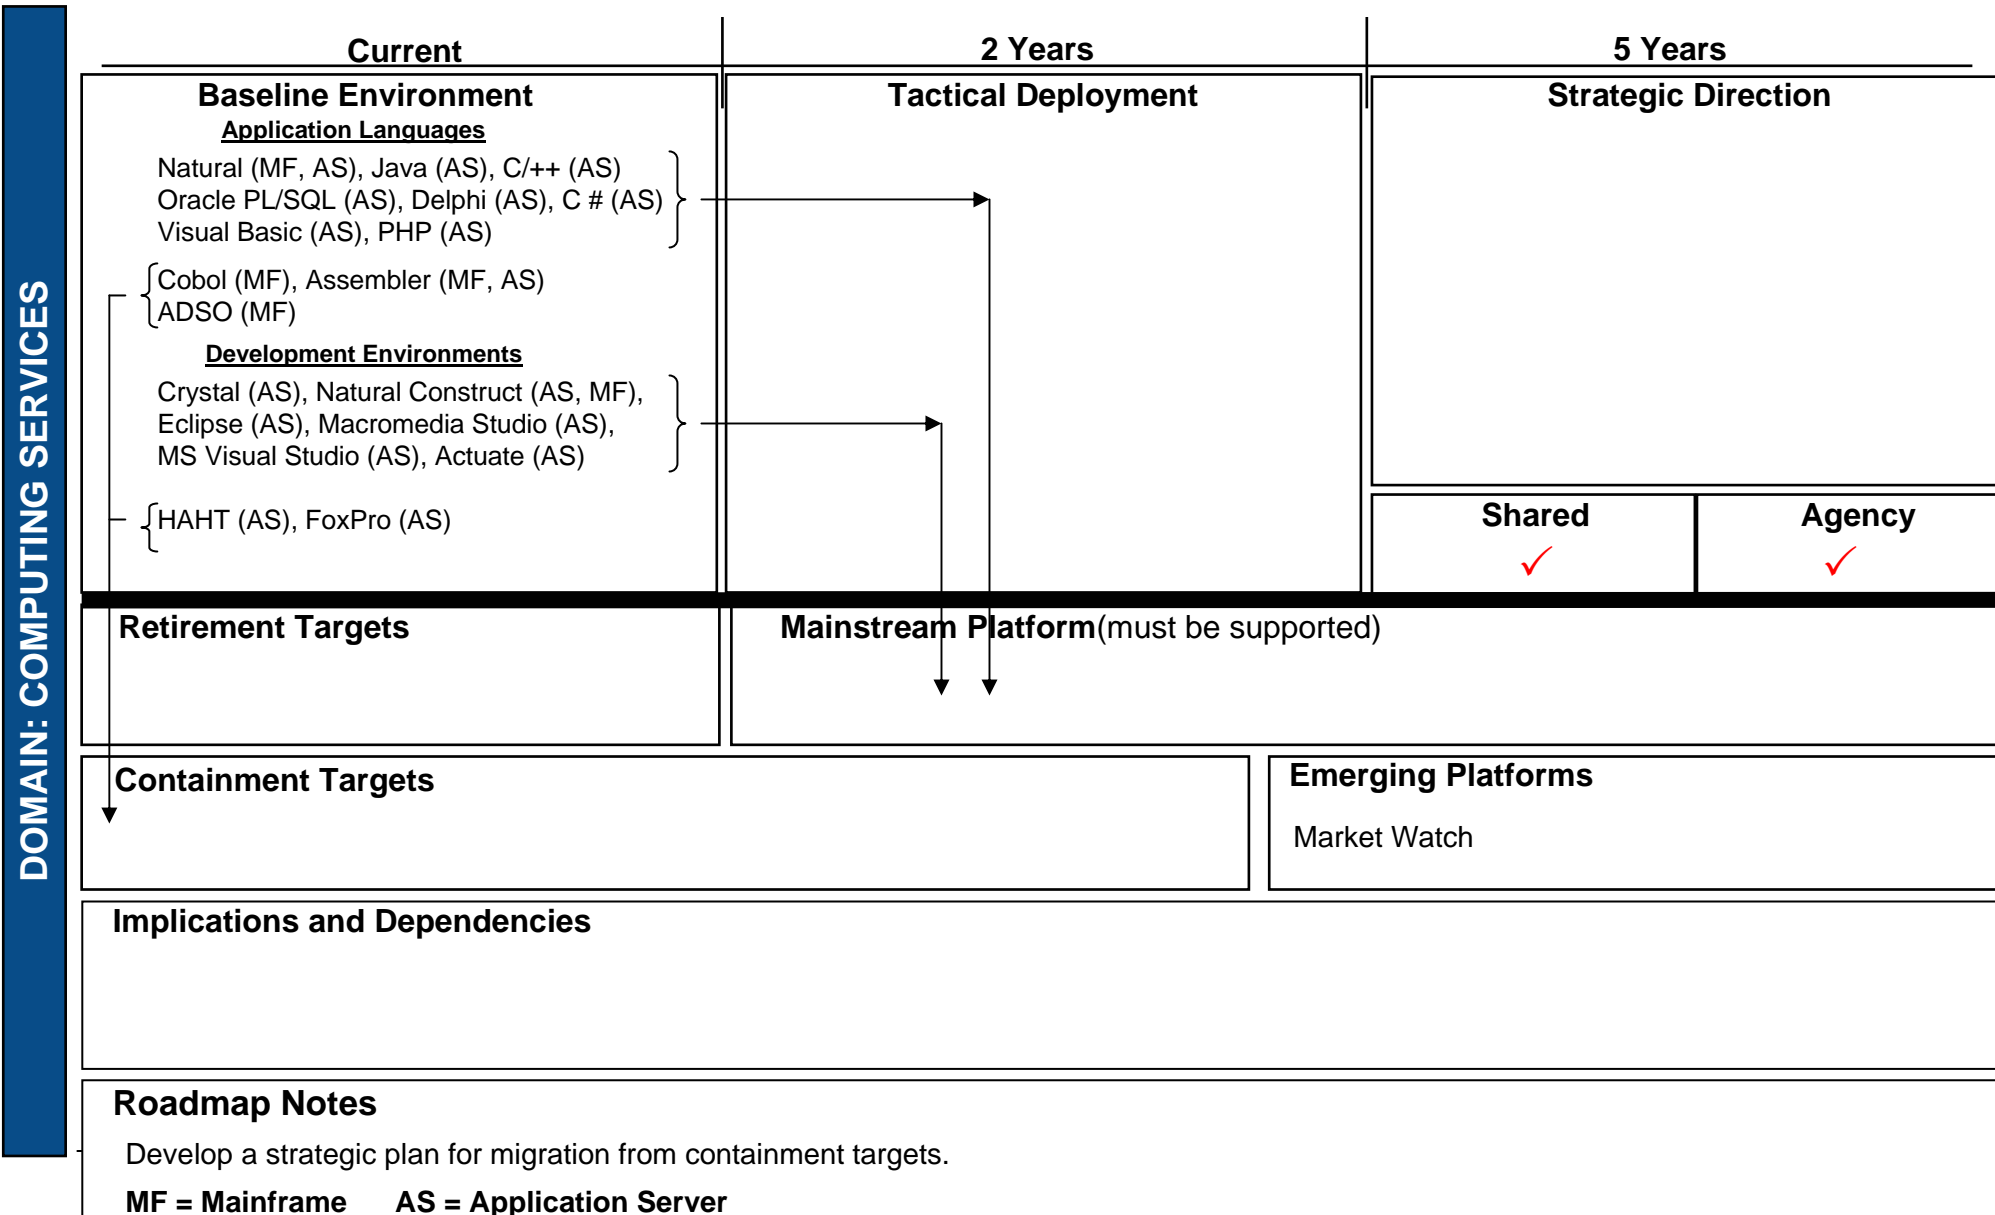 DOMAIN: COMPUTING SERVICES
Current
2 Years
5 Years
Baseline Environment
Application Languages
Natural (MF, AS), Java (AS), C/++ (AS)
Oracle PL/SQL (AS), Delphi (AS), C # (AS)
Visual Basic (AS), PHP (AS)
Cobol (MF), Assembler (MF, AS)
ADSO (MF)
Development Environments
Crystal (AS), Natural Construct (AS, MF),
Eclipse (AS), Macromedia Studio (AS),
MS Visual Studio (AS), Actuate (AS)
HAHT (AS), FoxPro (AS)
Tactical Deployment
Strategic Direction
Shared
Agency
Retirement Targets
Mainstream Platform(must be supported)
Containment Targets
Emerging Platforms
Market Watch
Implications and Dependencies
Roadmap Notes
Develop a strategic plan for migration from containment targets.
MF = Mainframe AS = Application Server